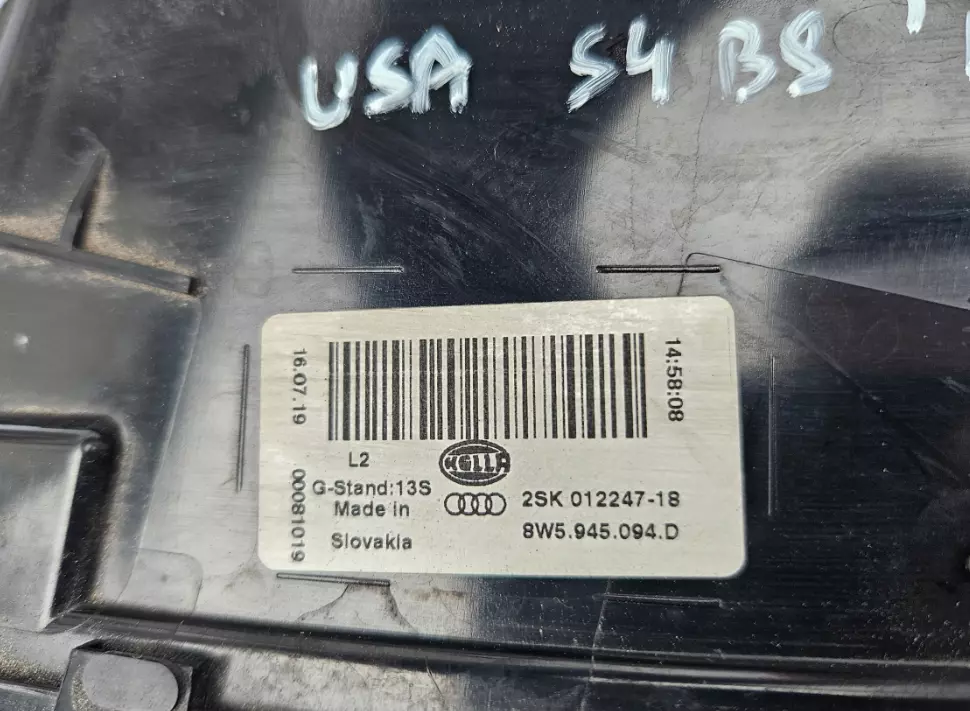 USA S4 B8
16.07.19
14:58:08
L2
HELLA
G-Stand:13S
Made in
2SK 012247-18
00081019
Slovakia
8W5.945.094.D